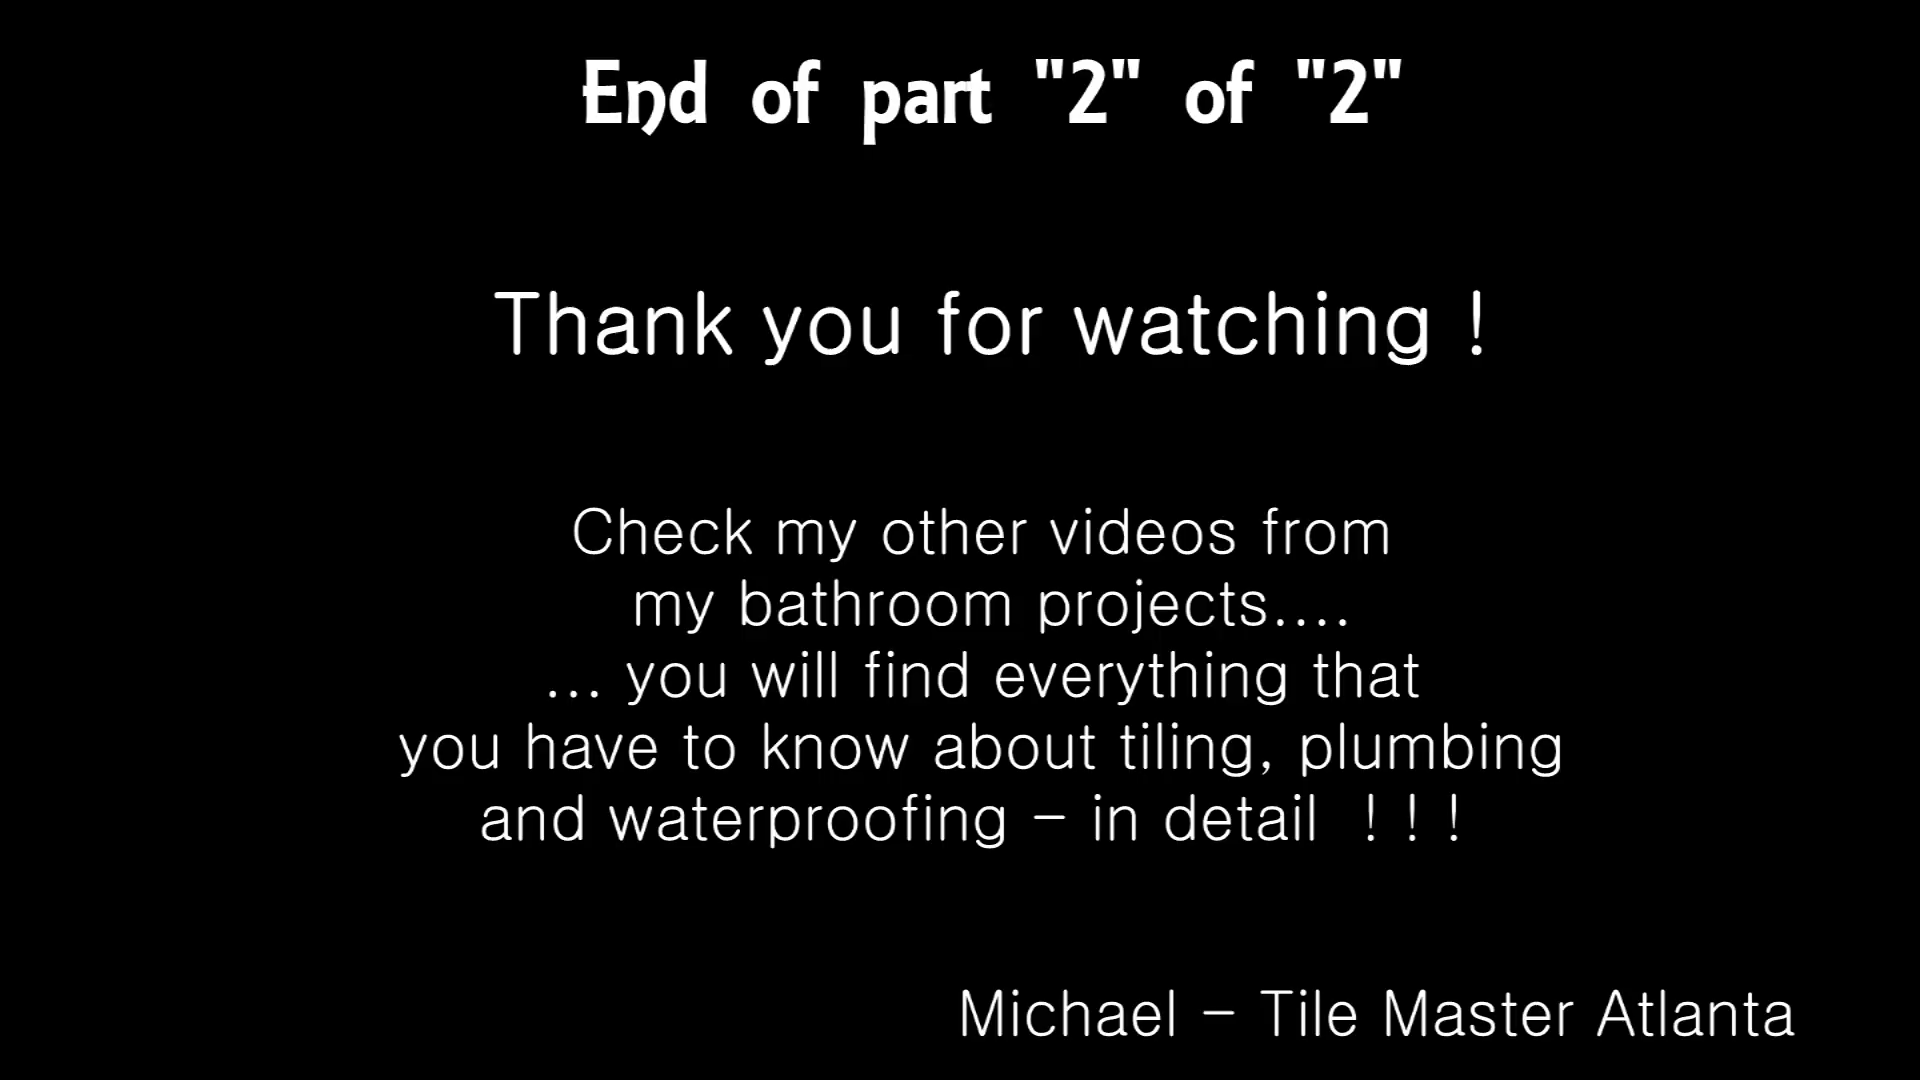 End of part "2" of "2"
Thank you for watching !
Check my other videos from
my bathroom projects....
... you will find everything that
you have to know about tiling, plumbing
and waterproofing - in detail ! ! !
Michael - Tile Master Atlanta